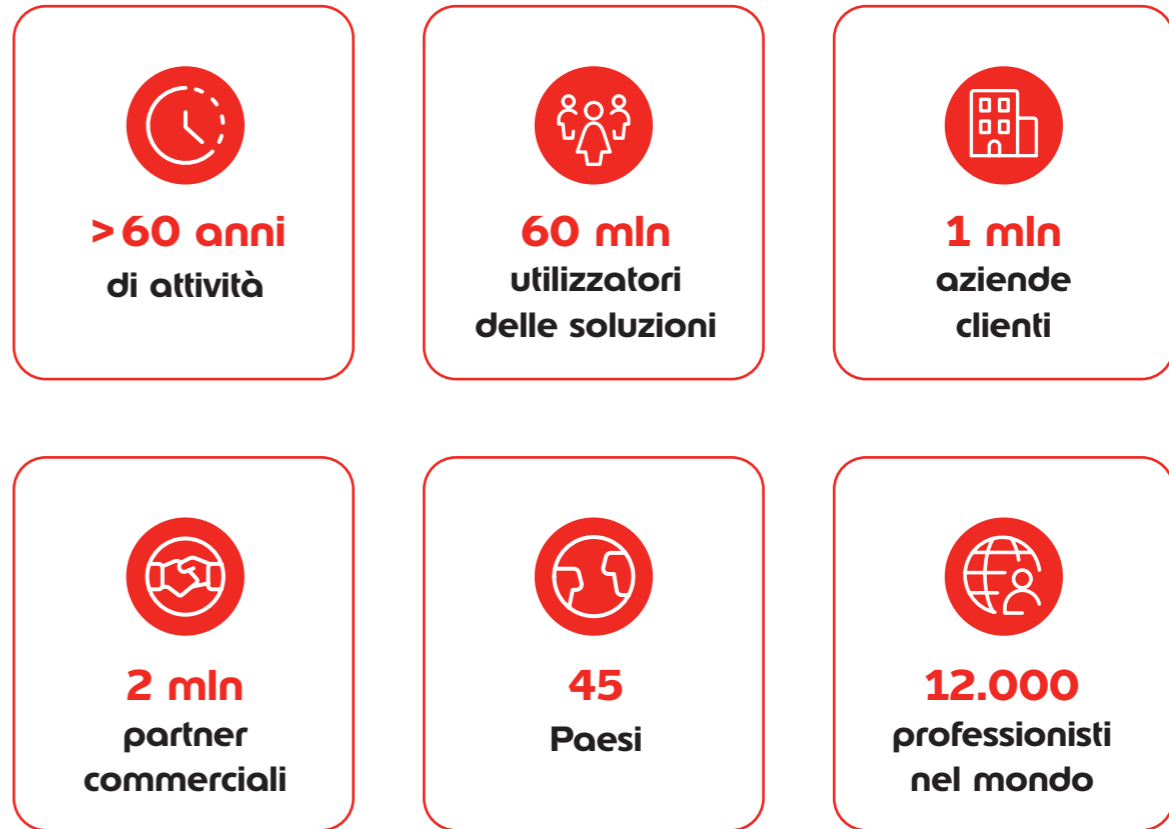 >60 anni
di attività
60 mln
utilizzatori
delle soluzioni
1 mln
aziende
clienti
2 mln
partner
commerciali
45
Paesi
12.000
professionisti
nel mondo